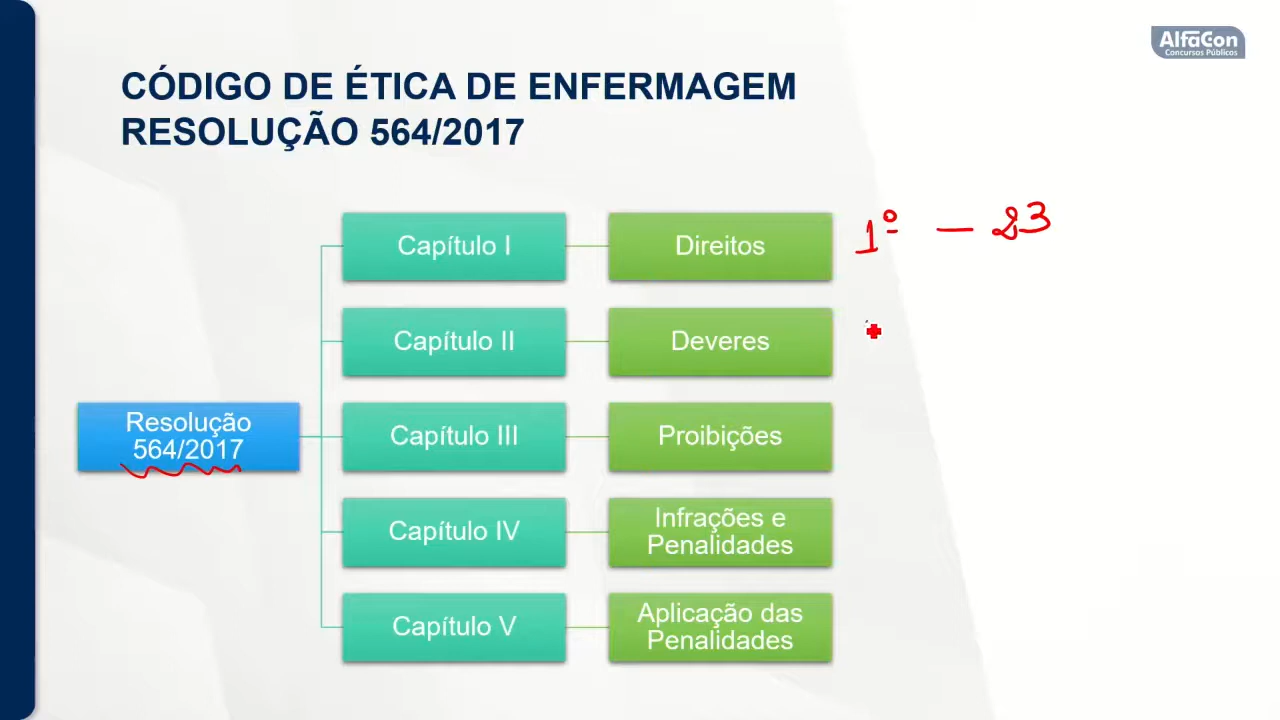 AlfaCon
Concursos Públicos
CÓDIGO DE ÉTICA DE ENFERMAGEM
RESOLUÇÃO 564/2017
Capítulo I
Direitos
1º — 23
Capítulo II
Deveres
Resolução
564/2017
Capítulo III
Proibições
Capítulo IV
Infrações e
Penalidades
Capítulo V
Aplicação das
Penalidades